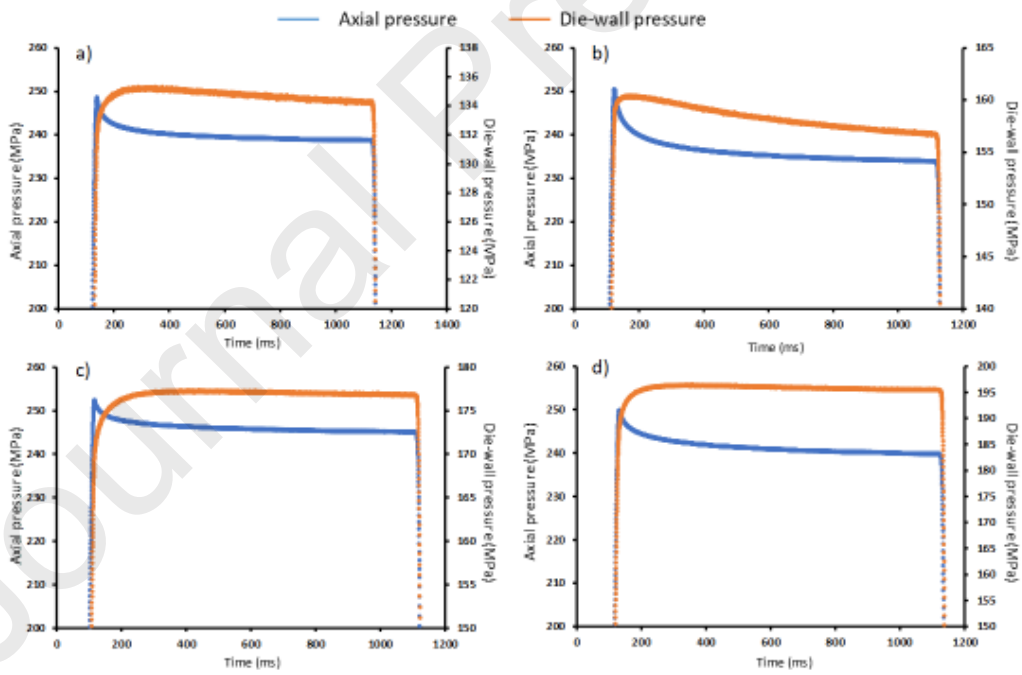 Axial pressure Die-wall pressure
a)
260
250
240
230
220
210
200
Axial pressure (MPa)
138
136
134
132
130
128
126
124
122
120
Die-wall pressure (MPa)
0 200 400 600 800 1000 1200 1400
Time (ms)
b)
260
250
240
230
220
210
200
Axial pressure (MPa)
165
160
155
150
145
140
Die-wall pressure (MPa)
0 200 400 600 800 1000 1200
Time (ms)
c)
260
250
240
230
220
210
200
Axial pressure (MPa)
180
175
170
165
160
155
150
Die-wall pressure (MPa)
0 200 400 600 800 1000 1200
Time (ms)
d)
260
250
240
230
220
210
200
Axial pressure (MPa)
200
195
190
185
180
175
170
165
160
155
150
Die-wall pressure (MPa)
0 200 400 600 800 1000 1200
Time (ms)
Journal Pre